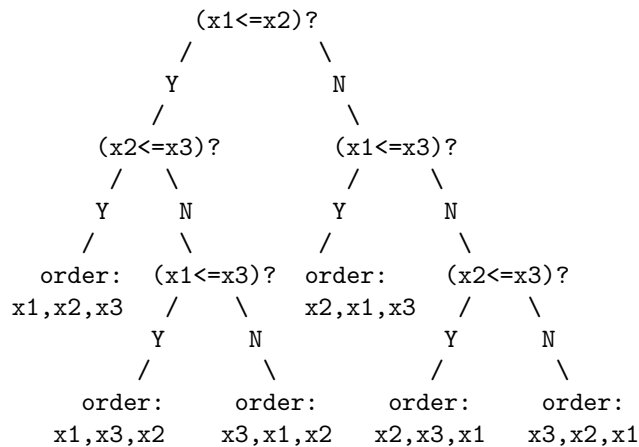 (x1<=x2)?
/ \
Y N
/ \
(x2<=x3)? (x1<=x3)?
/ \ / \
Y N Y N
/ \ / \
order: (x1<=x3)? order: (x2<=x3)?
x1,x2,x3 / \ x2,x1,x3 / \
Y N Y N
/ \ / \
order: order: order: order:
x1,x3,x2 x3,x1,x2 x2,x3,x1 x3,x2,x1